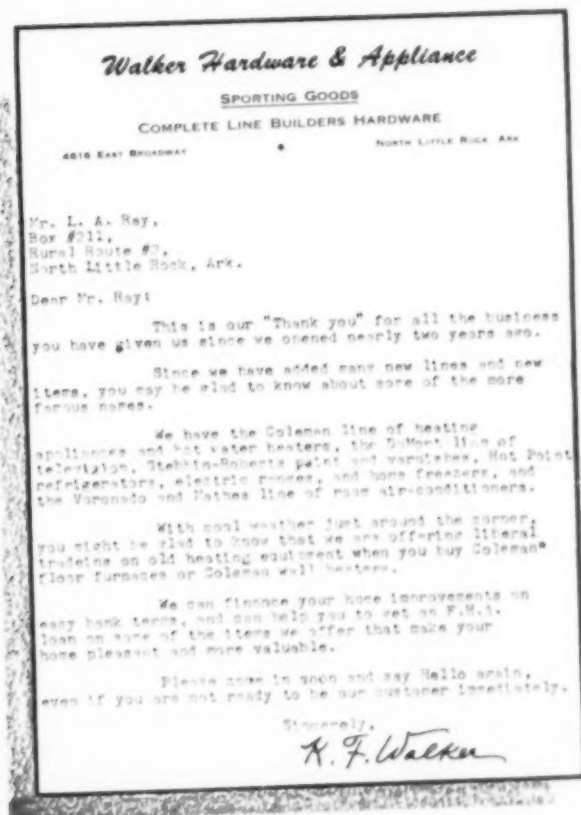 Walker Hardware & Appliance
SPORTING GOODS
COMPLETE LINE BUILDERS HARDWARE
4616 EAST BROADWAY NORTH LITTLE ROCK ARK
Mr. L. A. Ray,
Box #211,
Rural Route #2,
North Little Rock, Ark.
Dear Mr. Ray:
This is our "Thank you" for all the business
you have given us since we opened nearly two years ago.
Since we have added many new lines and new
items, you may be glad to know about some of the more
famous names.
We have the Coleman line of heating
appliances and hot water heaters, the DuMont line of
television, Stebbin-Roberts paint and varnishes, Hot Point
refrigerators, electric ranges, and home freezers, and
the Voronado and Mathes line of room air-conditioners.
With cool weather just around the corner,
you might be glad to know that we are offering liberal
tradeins on old heating equipment when you buy Coleman
floor furnaces or Coleman wall heaters.
We can finance your home improvements on
easy bank terms, and can help you to get an F.H.A.
loan on some of the items we offer that make your
home pleasant and more valuable.
Please come in soon and say Hello again,
even if you are not ready to be our customer immediately.
Sincerely,
K. F. Walker